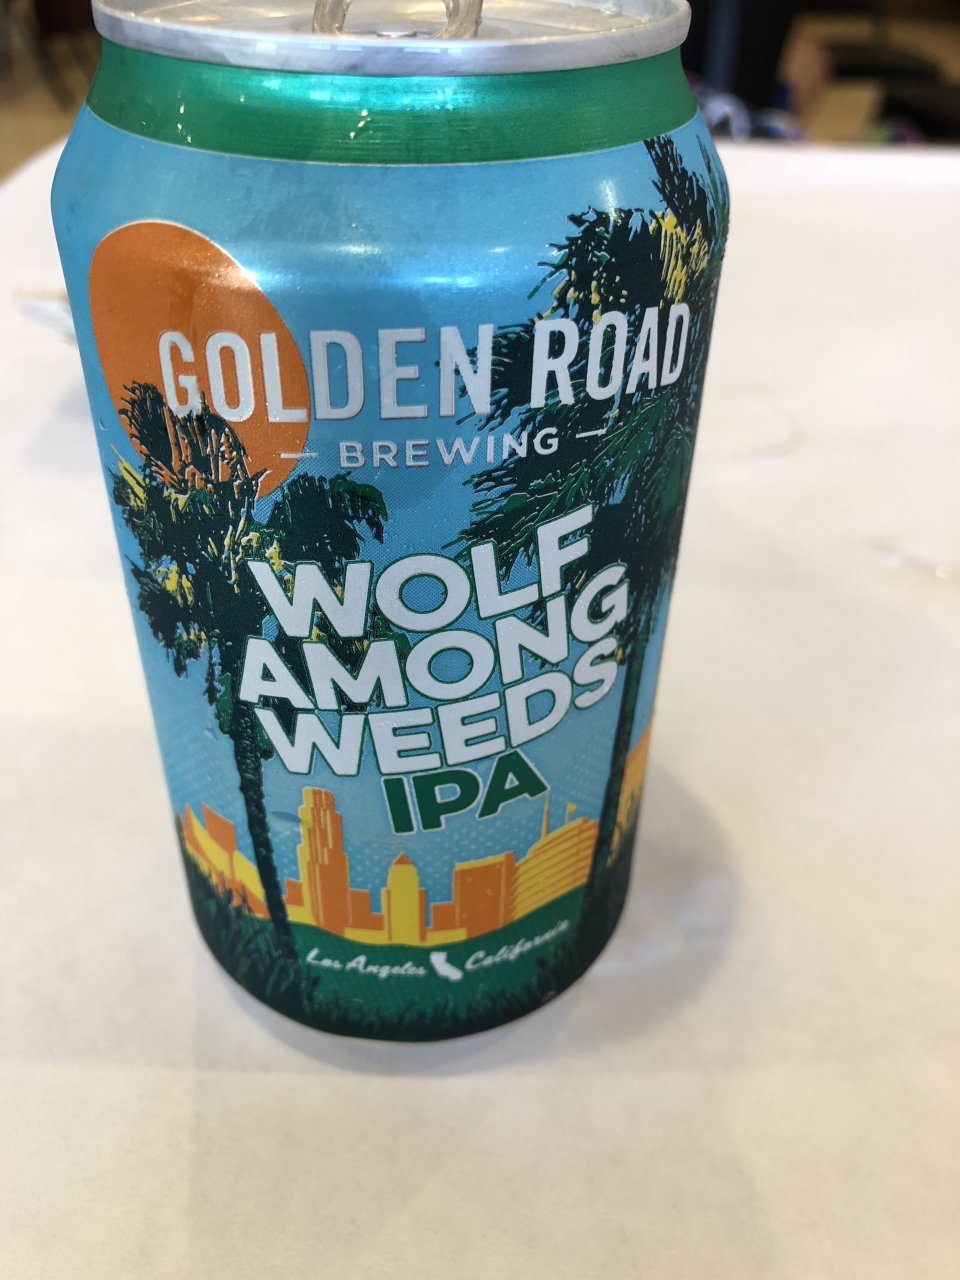 GOLDEN ROAD
BREWING
WOLF
AMONG
WEEDS
IPA
Los Angeles California